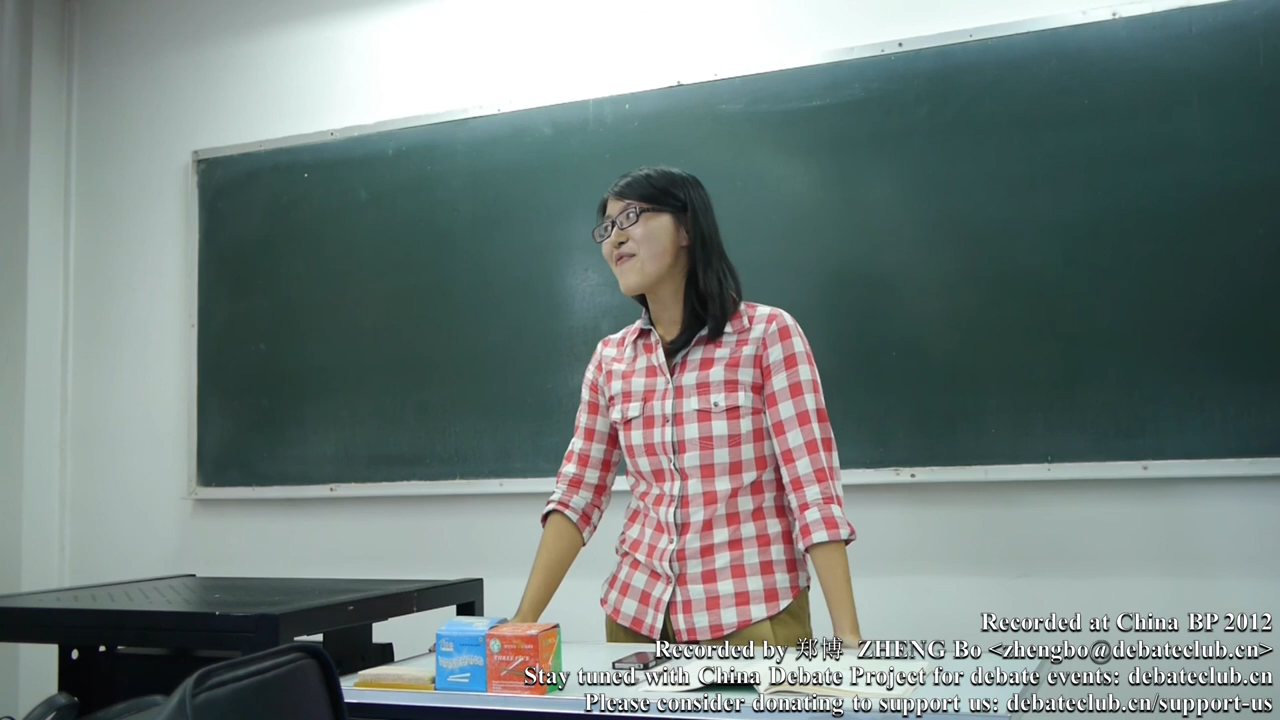 Recorded at China BP 2012
Recorded by 郑博 ZHENG Bo <zhengbo@debateclub.cn>
Stay tuned with China Debate Project for debate events: debateclub.cn
Please consider donating to support us: debateclub.cn/support-us